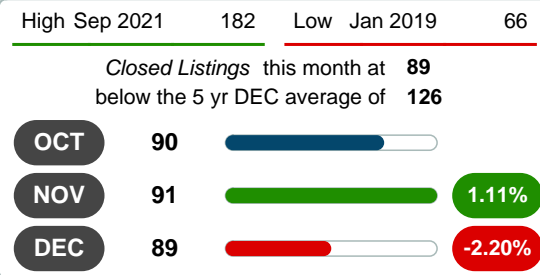 High Sep 2021 182 Low Jan 2019 66
Closed Listings this month at 89
below the 5 yr DEC average of 126
OCT 90
NOV 91 1.11%
DEC 89 -2.20%